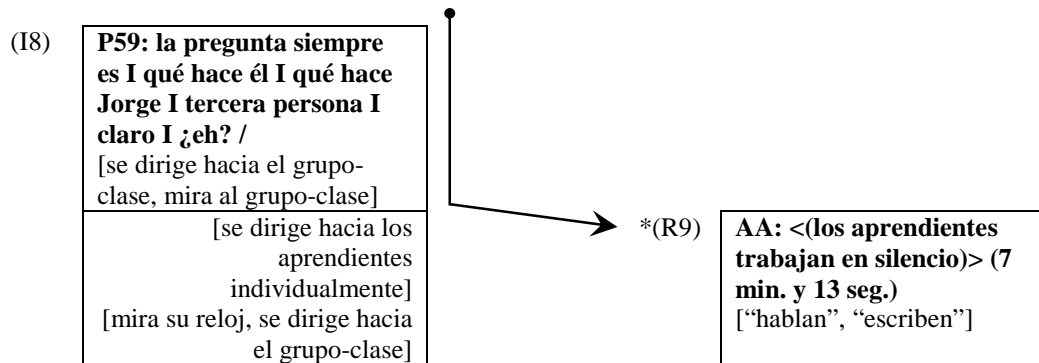 (I8)
P59: la pregunta siempre
es I qué hace él I qué hace
Jorge I tercera persona I
claro I ¿eh? /
[se dirige hacia el grupo-
clase, mira al grupo-clase]
[se dirige hacia los
aprendientes
individualmente]
[mira su reloj, se dirige hacia
el grupo-clase]
*(R9)
AA: <(los aprendientes
trabajan en silencio)> (7
min. y 13 seg.)
[“hablan”, “escriben”]